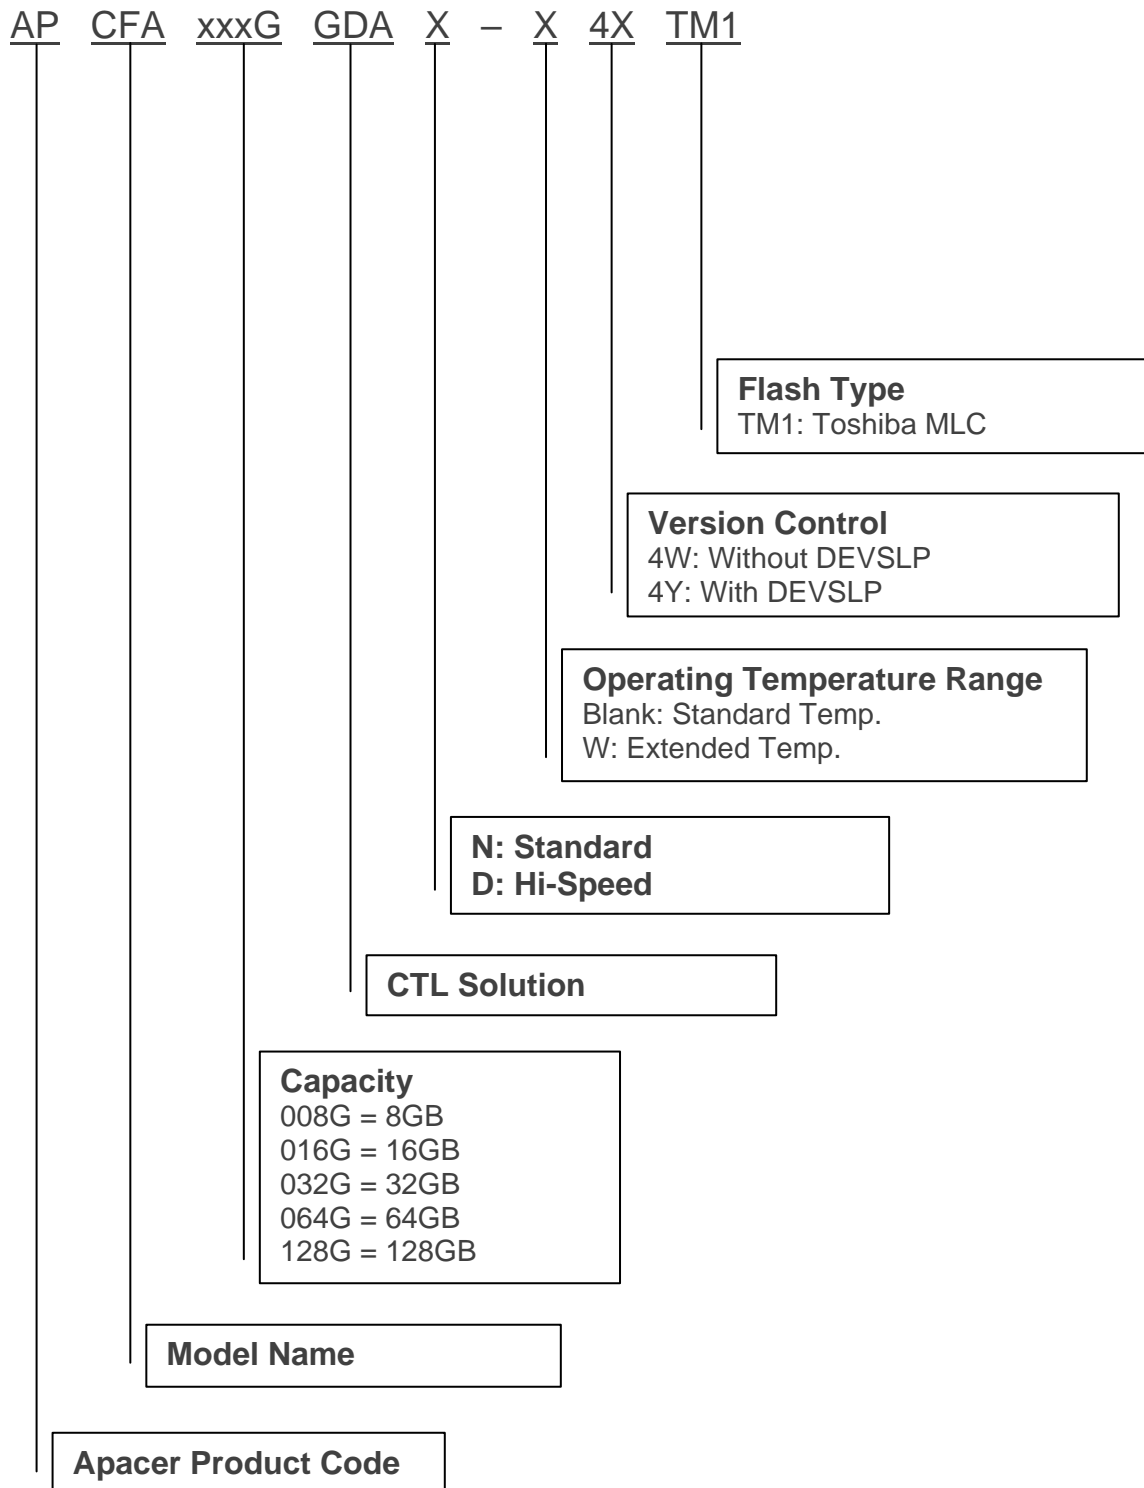 AP CFA xxxG GDA X – X 4X TM1
Flash Type
TM1: Toshiba MLC
Version Control
4W: Without DEVSLP
4Y: With DEVSLP
Operating Temperature Range
Blank: Standard Temp.
W: Extended Temp.
N: Standard
D: Hi-Speed
CTL Solution
Capacity
008G = 8GB
016G = 16GB
032G = 32GB
064G = 64GB
128G = 128GB
Model Name
Apacer Product Code